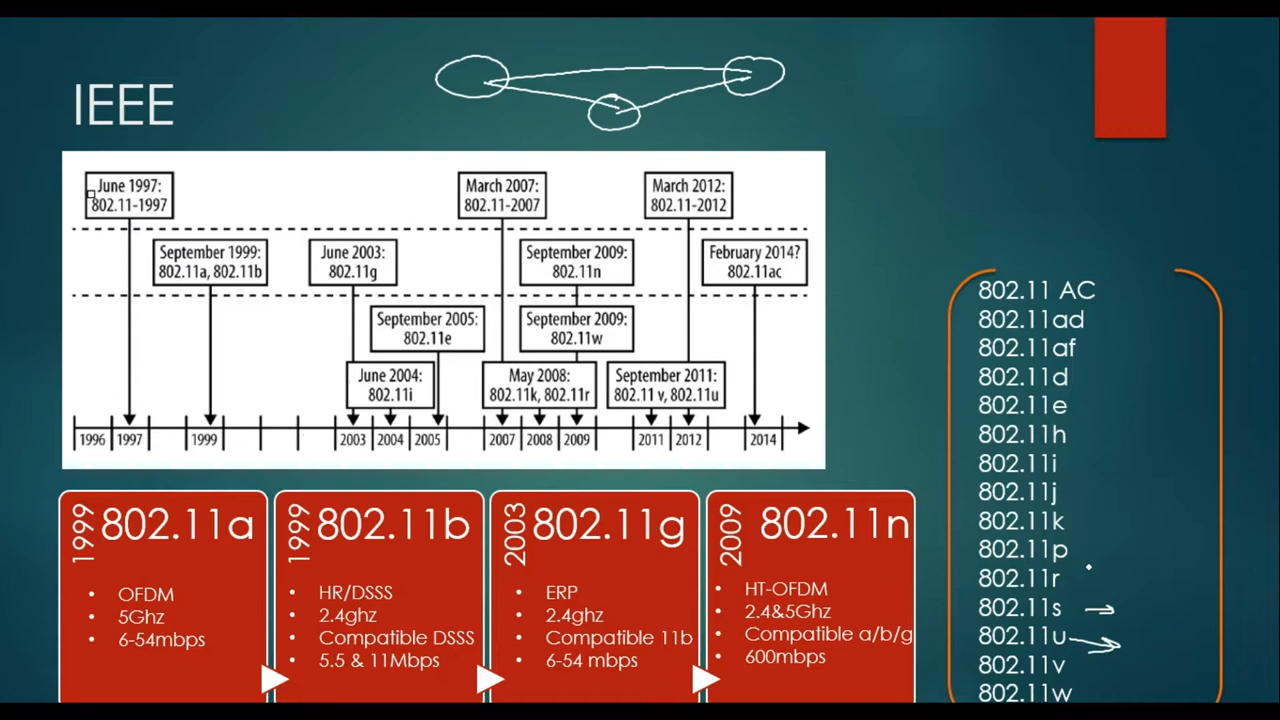 IEEE
June 1997:
802.11-1997
March 2007:
802.11-2007
March 2012:
802.11-2012
September 1999:
802.11a, 802.11b
June 2003:
802.11g
September 2009:
802.11n
February 2014?
802.11ac
September 2005:
802.11e
September 2009:
802.11w
June 2004:
802.11i
May 2008:
802.11k, 802.11r
September 2011:
802.11 v, 802.11u
1996 1997 1999 2003 2004 2005 2007 2008 2009 2011 2012 2014
1999 802.11a
• OFDM
• 5Ghz
• 6-54mbps
1999 802.11b
• HR/DSSS
• 2.4ghz
• Compatible DSSS
• 5.5 & 11Mbps
2003 802.11g
• ERP
• 2.4ghz
• Compatible 11b
• 6-54 mbps
2009 802.11n
• HT-OFDM
• 2.4&5Ghz
• Compatible a/b/g
• 600mbps
802.11 AC
802.11ad
802.11af
802.11d
802.11e
802.11h
802.11i
802.11j
802.11k
802.11p
802.11r
802.11s
802.11u
802.11v
802.11w